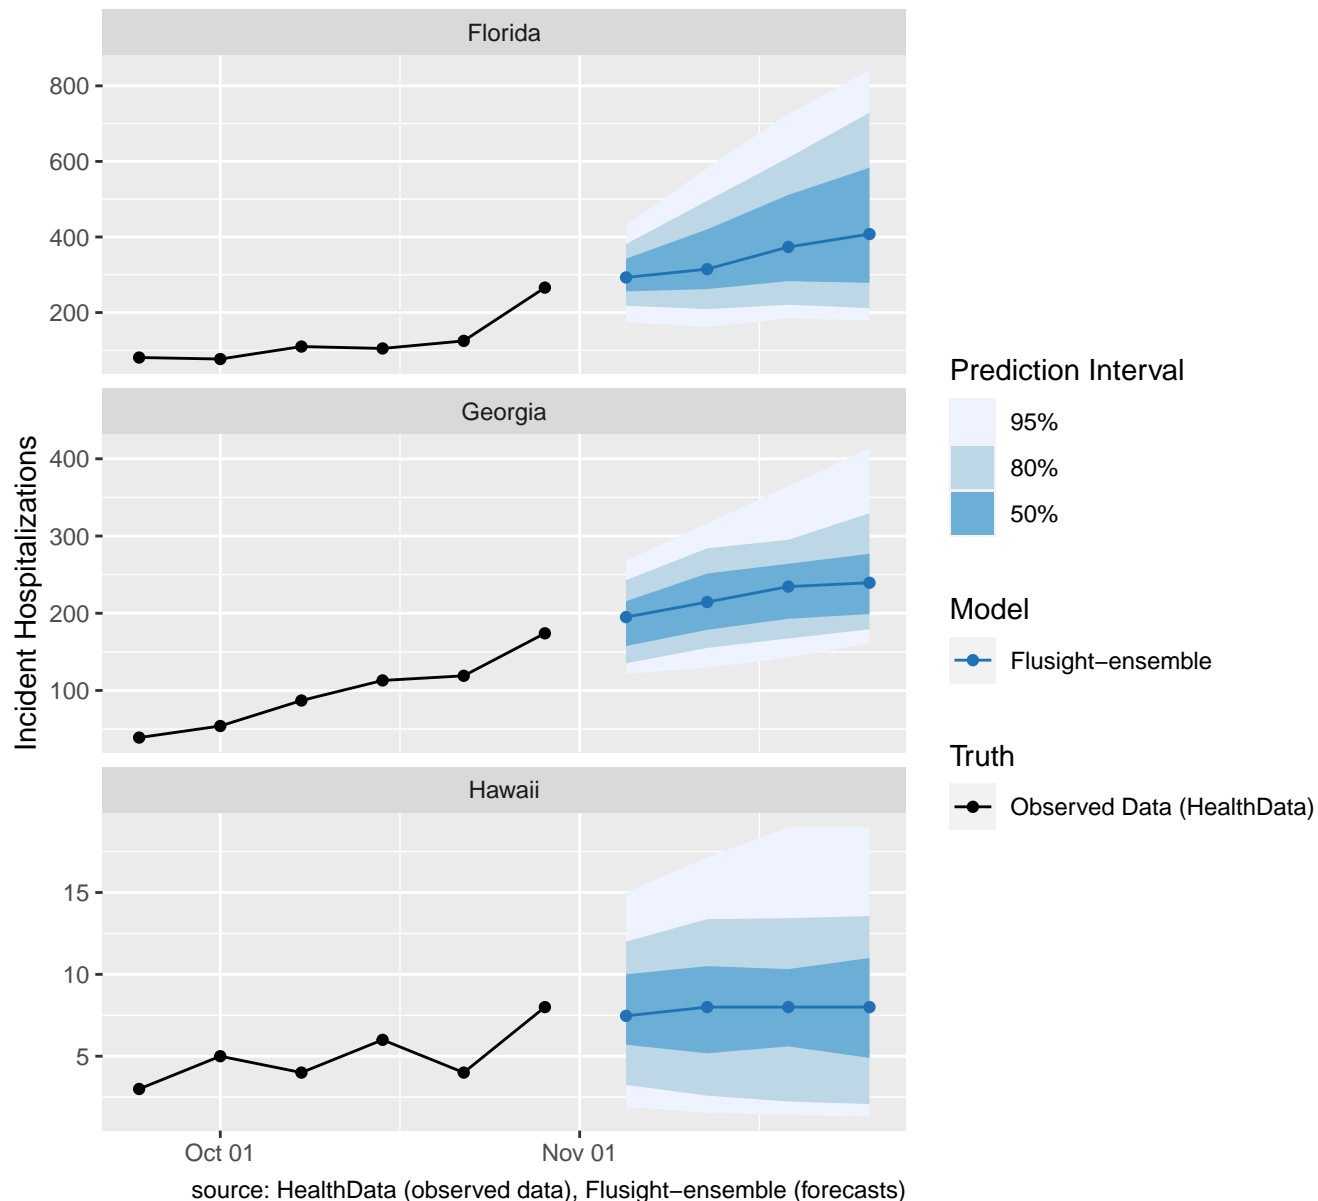 Florida
800
600
400
200
Georgia
400
300
200
100
Hawaii
15
10
5
Oct 01
Nov 01
Incident Hospitalizations
source: HealthData (observed data), Flusight−ensemble (forecasts)
Prediction Interval
95%
80%
50%
Model
Flusight−ensemble
Truth
Observed Data (HealthData)